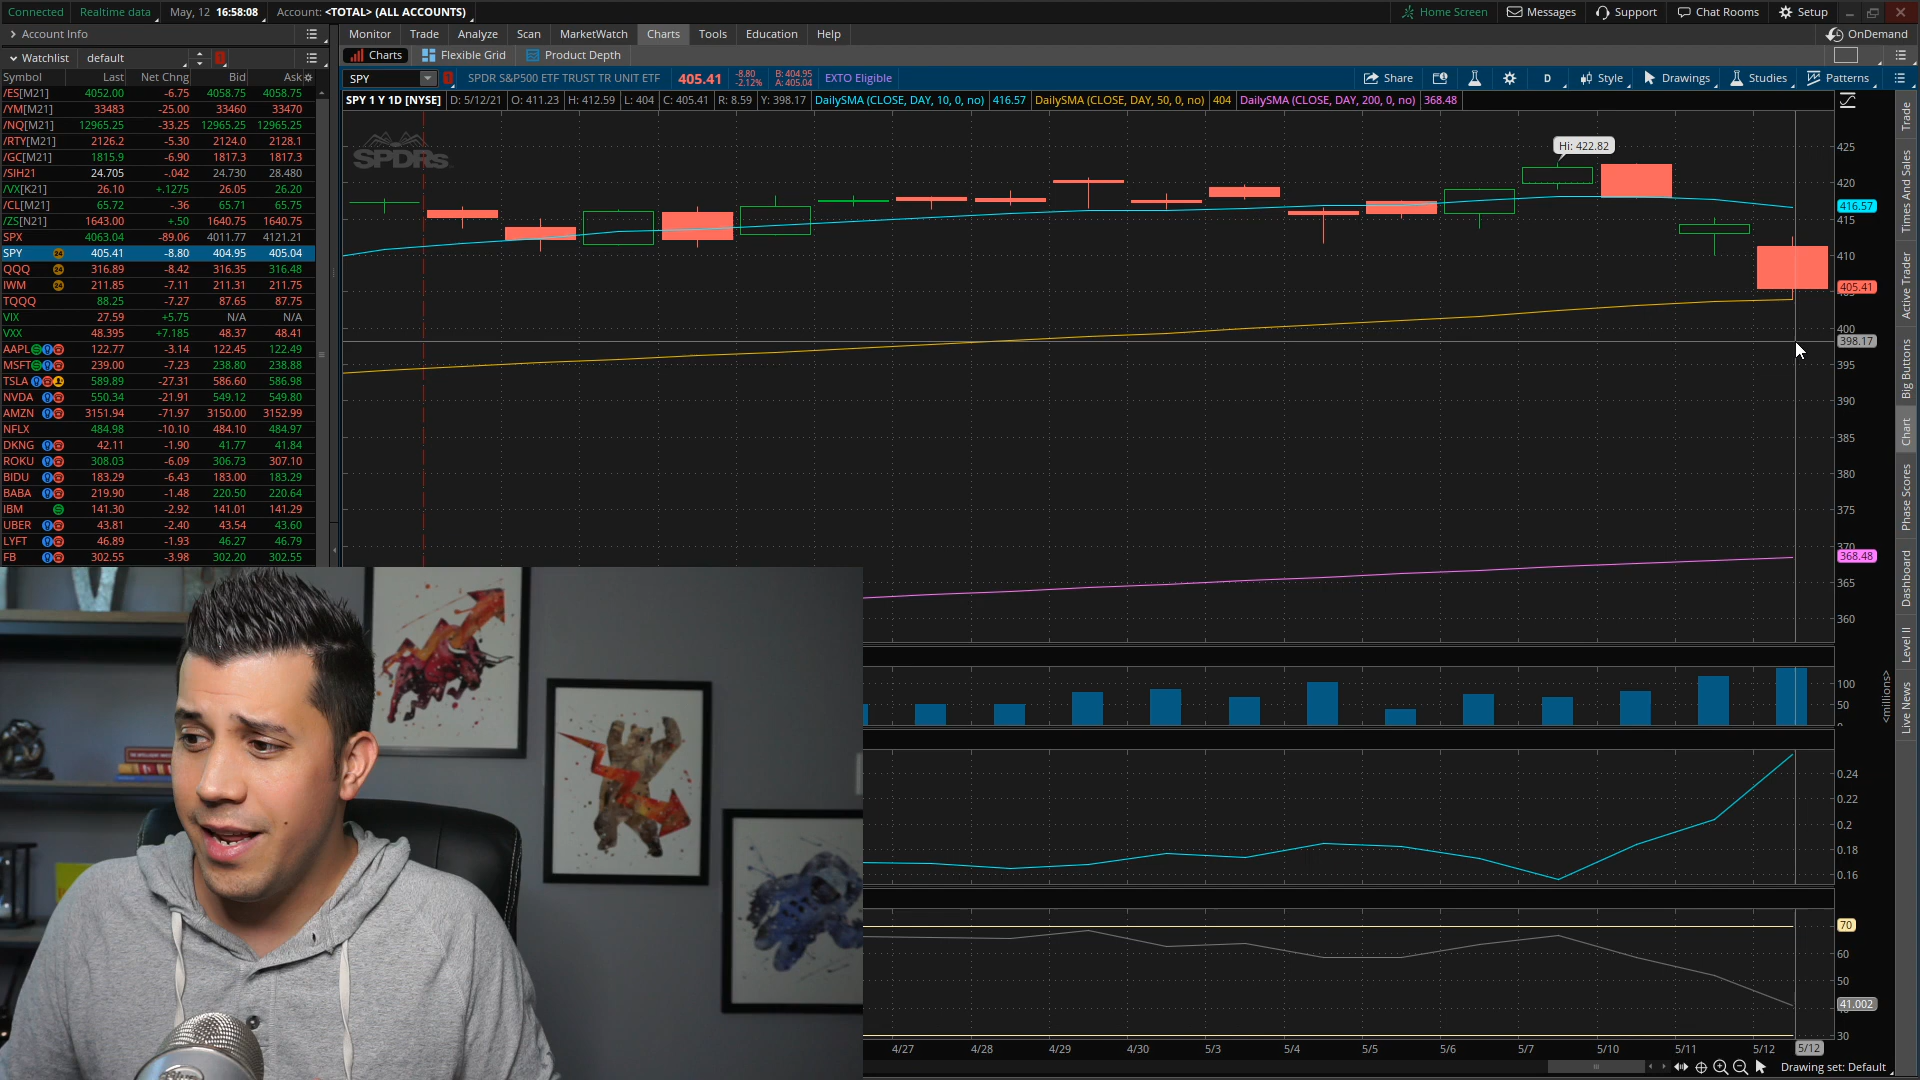 Connected Realtime data May, 12 16:58:08 Account: <TOTAL> (ALL ACCOUNTS) Home Screen Messages Support Chat Rooms Setup
Account Info Monitor Trade Analyze Scan MarketWatch Charts Tools Education Help OnDemand
Watchlist default Charts Flexible Grid Product Depth
Symbol Last Net Chng Bid Ask
/ES[M21] 4052.00 -6.75 4058.75 4058.75
/YM[M21] 33483 -25.00 33460 33470
/NQ[M21] 12965.25 -33.25 12965.25 12965.25
/RTY[M21] 2126.2 -5.30 2124.0 2128.1
/GC[M21] 1815.9 -6.90 1817.3 1817.3
/SIH21 24.705 -.042 24.730 28.480
/VX[K21] 26.10 +.1275 26.05 26.20
/CL[M21] 65.72 -.36 65.71 65.75
/ZS[N21] 1643.00 +.50 1640.75 1640.75
SPX 4063.04 -89.06 4011.77 4121.21
SPY 405.41 -8.80 404.95 405.04
QQQ 316.89 -8.42 316.35 316.48
IWM 211.85 -7.11 211.31 211.75
TQQQ 88.25 -7.27 87.65 87.75
VIX 27.59 +5.75 N/A N/A
VXX 48.395 +7.185 48.37 48.41
AAPL 122.77 -3.14 122.45 122.49
MSFT 239.00 -7.23 238.80 238.88
TSLA 589.89 -27.31 586.60 586.98
NVDA 550.34 -21.91 549.12 549.80
AMZN 3151.94 -71.97 3150.00 3152.99
NFLX 484.98 -10.10 484.10 484.97
DKNG 42.11 -1.90 41.77 41.84
ROKU 308.03 -6.09 306.73 307.10
BIDU 183.29 -6.43 183.00 183.29
BABA 219.90 -1.48 220.50 220.64
IBM 141.30 -2.92 141.01 141.29
UBER 43.81 -2.40 43.54 43.60
LYFT 46.89 -1.93 46.27 46.79
FB 302.55 -3.98 302.20 302.55
SPY SPDR S&P500 ETF TRUST TR UNIT ETF 405.41 -8.80 -2.12% B: 404.95 A: 405.04 EXTO Eligible Share D Style Drawings Studies Patterns
SPY 1 Y 1D [NYSE] D: 5/12/21 O: 411.23 H: 412.59 L: 404 C: 405.41 R: 8.59 Y: 398.17 DailySMA (CLOSE, DAY, 10, 0, no) 416.57 DailySMA (CLOSE, DAY, 50, 0, no) 404 DailySMA (CLOSE, DAY, 200, 0, no) 368.48
SPDRs
Hi: 422.82
425
420
416.57
415
410
405.41
400
398.17
395
390
385
380
375
370
368.48
365
360
100
50
<millions>
0.24
0.22
0.2
0.18
0.16
70
60
50
41.002
30
4/27 4/28 4/29 4/30 5/3 5/4 5/5 5/6 5/7 5/10 5/11 5/12 5/12
Drawing set: Default
Trade
Times And Sales
Active Trader
Big Buttons
Chart
Phase Scores
Dashboard
Level II
Live News